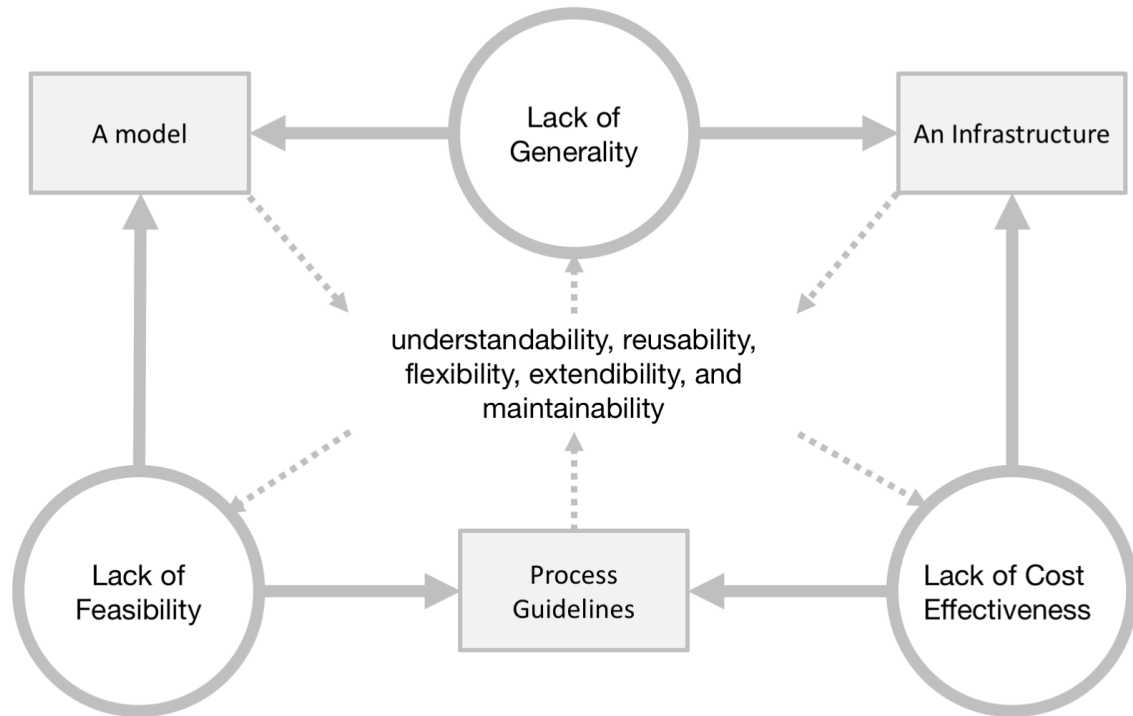 Lack of
Generality
A model
An Infrastructure
understandability, reusability,
flexibility, extendibility, and
maintainability
Lack of
Feasibility
Process
Guidelines
Lack of Cost
Effectiveness